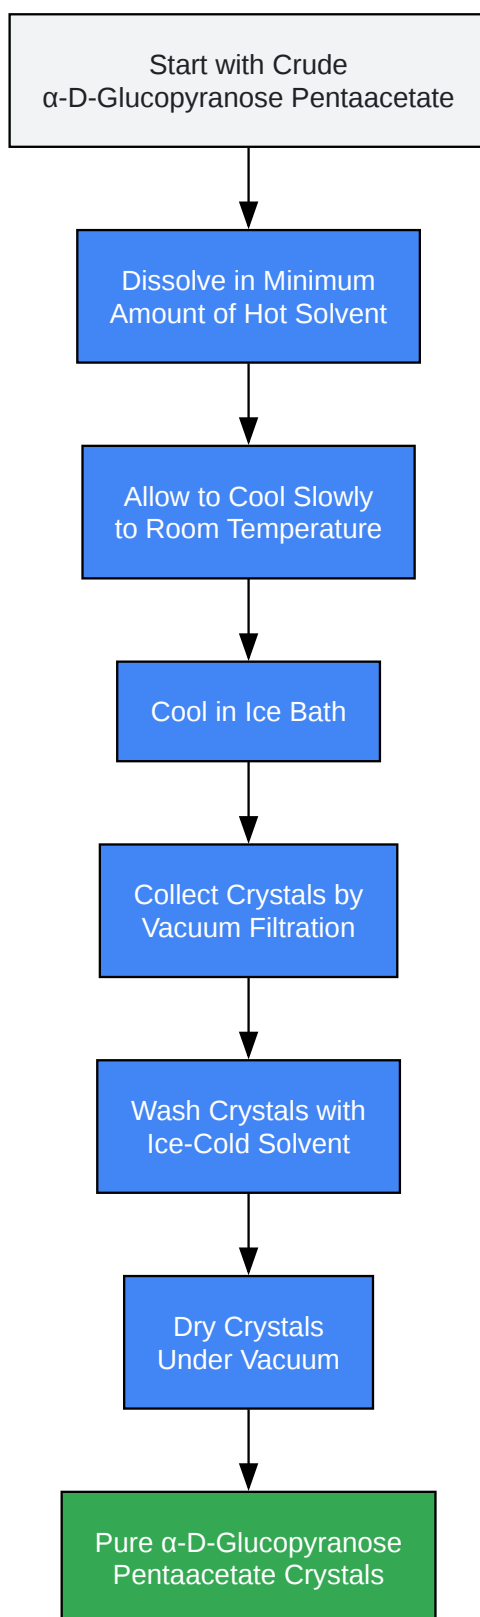 Start with Crude
α-D-Glucopyranose Pentaacetate
Dissolve in Minimum
Amount of Hot Solvent
Allow to Cool Slowly
to Room Temperature
Cool in Ice Bath
Collect Crystals by
Vacuum Filtration
Wash Crystals with
Ice-Cold Solvent
Dry Crystals
Under Vacuum
Pure α-D-Glucopyranose
Pentaacetate Crystals